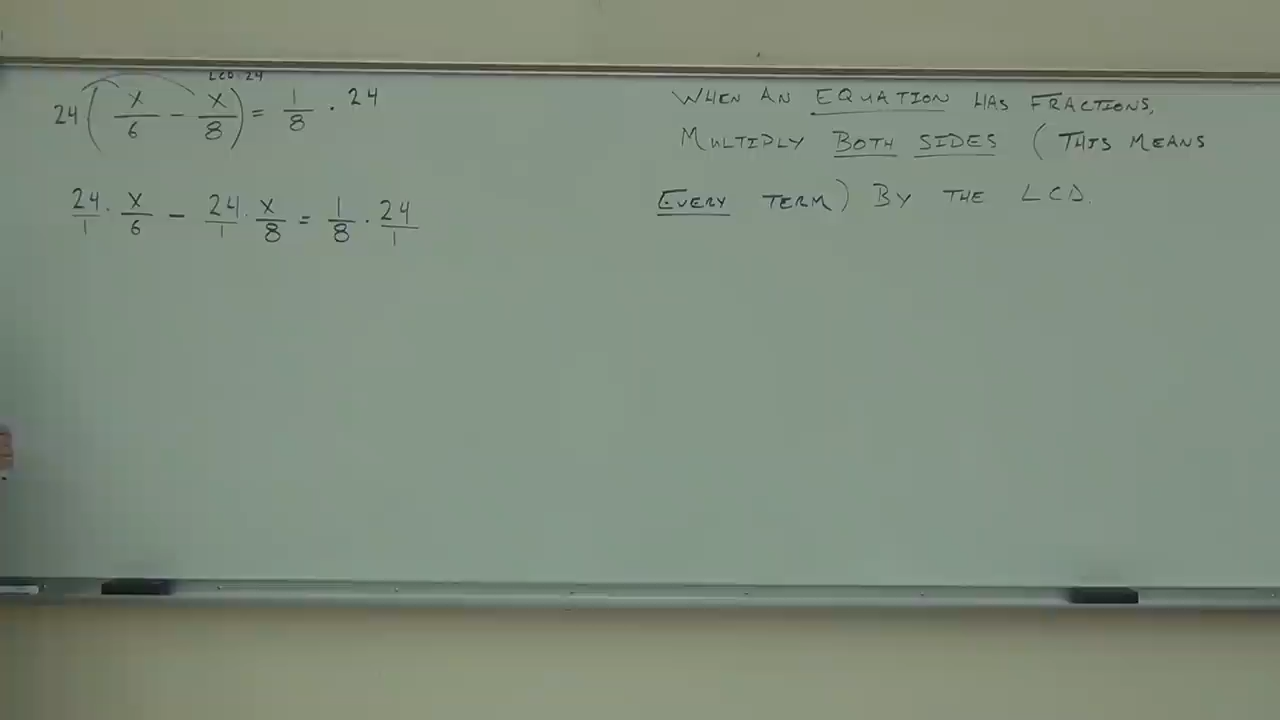 LCD: 24
24(x/6 - x/8) = 1/8 · 24
24/1 · x/6 - 24/1 · x/8 = 1/8 · 24/1
WHEN AN EQUATION HAS FRACTIONS,
MULTIPLY BOTH SIDES (THIS MEANS
EVERY TERM) BY THE LCD.